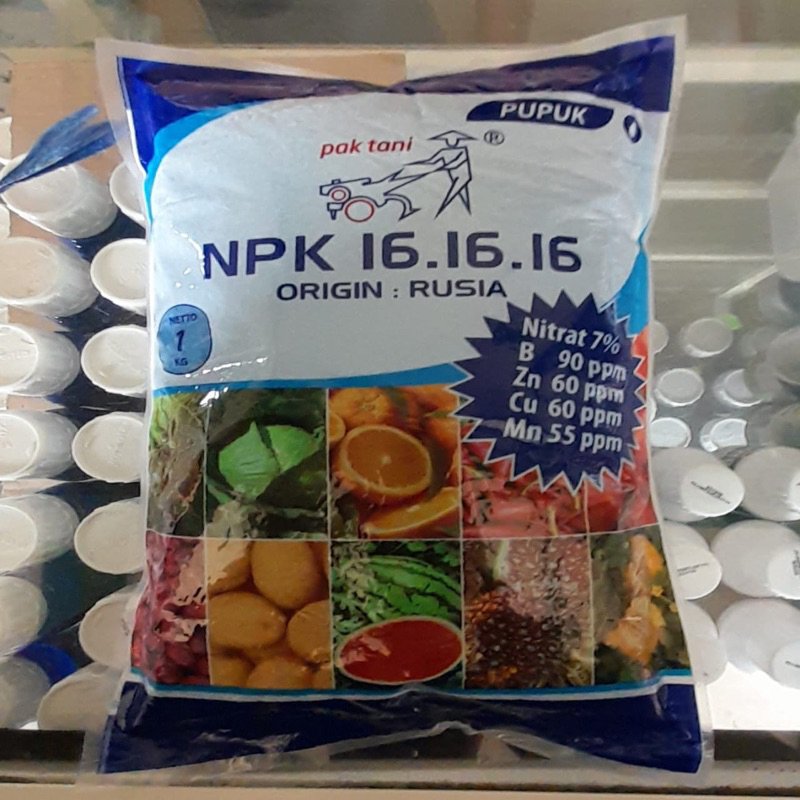 PUPUK
pak tani
®
NPK 16.16.16
ORIGIN : RUSIA
NETTO
1
KG
Nitrat 7%
B 90 ppm
Zn 60 ppm
Cu 60 ppm
Mn 55 ppm